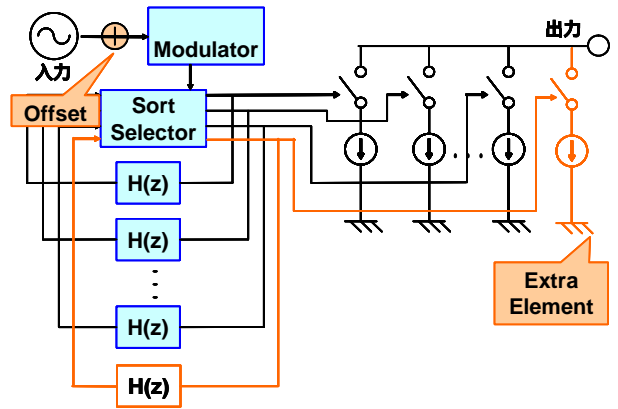 出力
Modulator
入力
Offset
Sort
Selector
H(z)
H(z)
H(z)
H(z)
Extra
Element